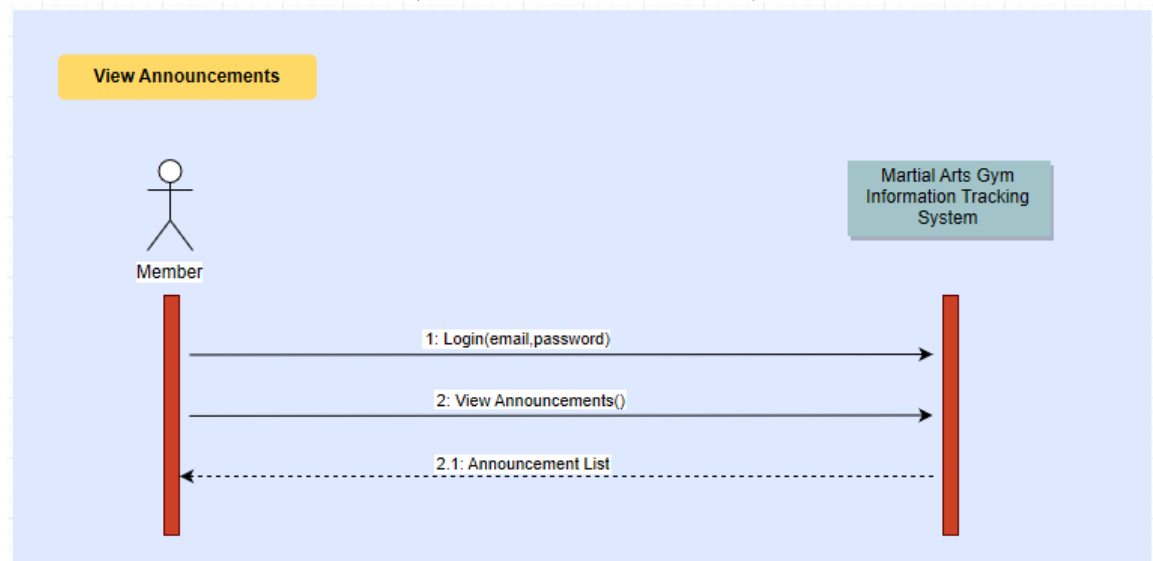 View Announcements
Martial Arts Gym
Information Tracking
System
Member
1: Login(email,password)
2: View Announcements()
2.1: Announcement List